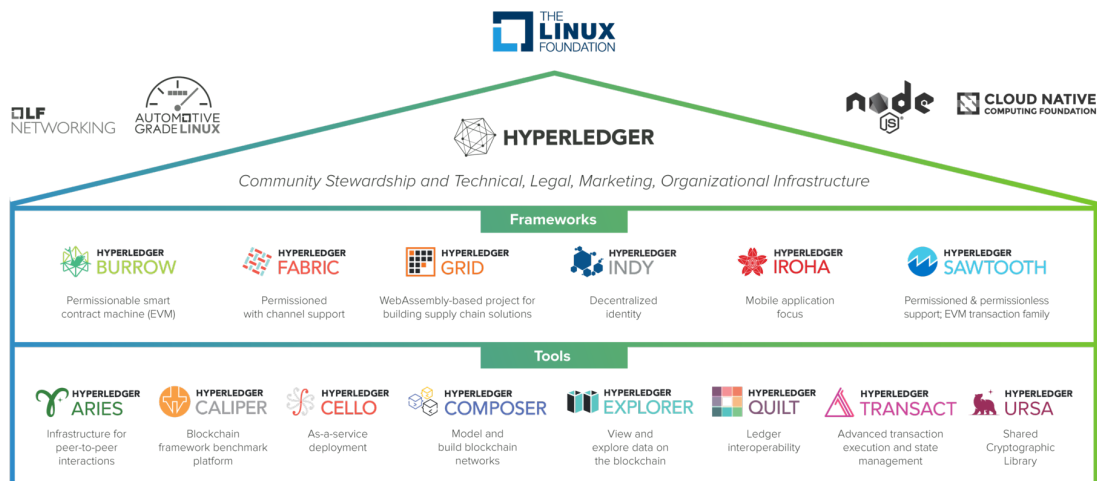 THE
LINUX
FOUNDATION
LF
NETWORKING
AUTOMOTIVE
GRADE LINUX
node
JS
CLOUD NATIVE
COMPUTING FOUNDATION
HYPERLEDGER
Community Stewardship and Technical, Legal, Marketing, Organizational Infrastructure
Frameworks
HYPERLEDGER
BURROW
Permissionable smart
contract machine (EVM)
HYPERLEDGER
FABRIC
Permissioned
with channel support
HYPERLEDGER
GRID
WebAssembly-based project for
building supply chain solutions
HYPERLEDGER
INDY
Decentralized
identity
HYPERLEDGER
IROHA
Mobile application
focus
HYPERLEDGER
SAWTOOTH
Permissioned & permissionless
support; EVM transaction family
Tools
HYPERLEDGER
ARIES
Infrastructure for
peer-to-peer
interactions
HYPERLEDGER
CALIPER
Blockchain
framework benchmark
platform
HYPERLEDGER
CELLO
As-a-service
deployment
HYPERLEDGER
COMPOSER
Model and
build blockchain
networks
HYPERLEDGER
EXPLORER
View and
explore data on
the blockchain
HYPERLEDGER
QUILT
Ledger
interoperability
HYPERLEDGER
TRANSACT
Advanced transaction
execution and state
management
HYPERLEDGER
URSA
Shared
Cryptographic
Library